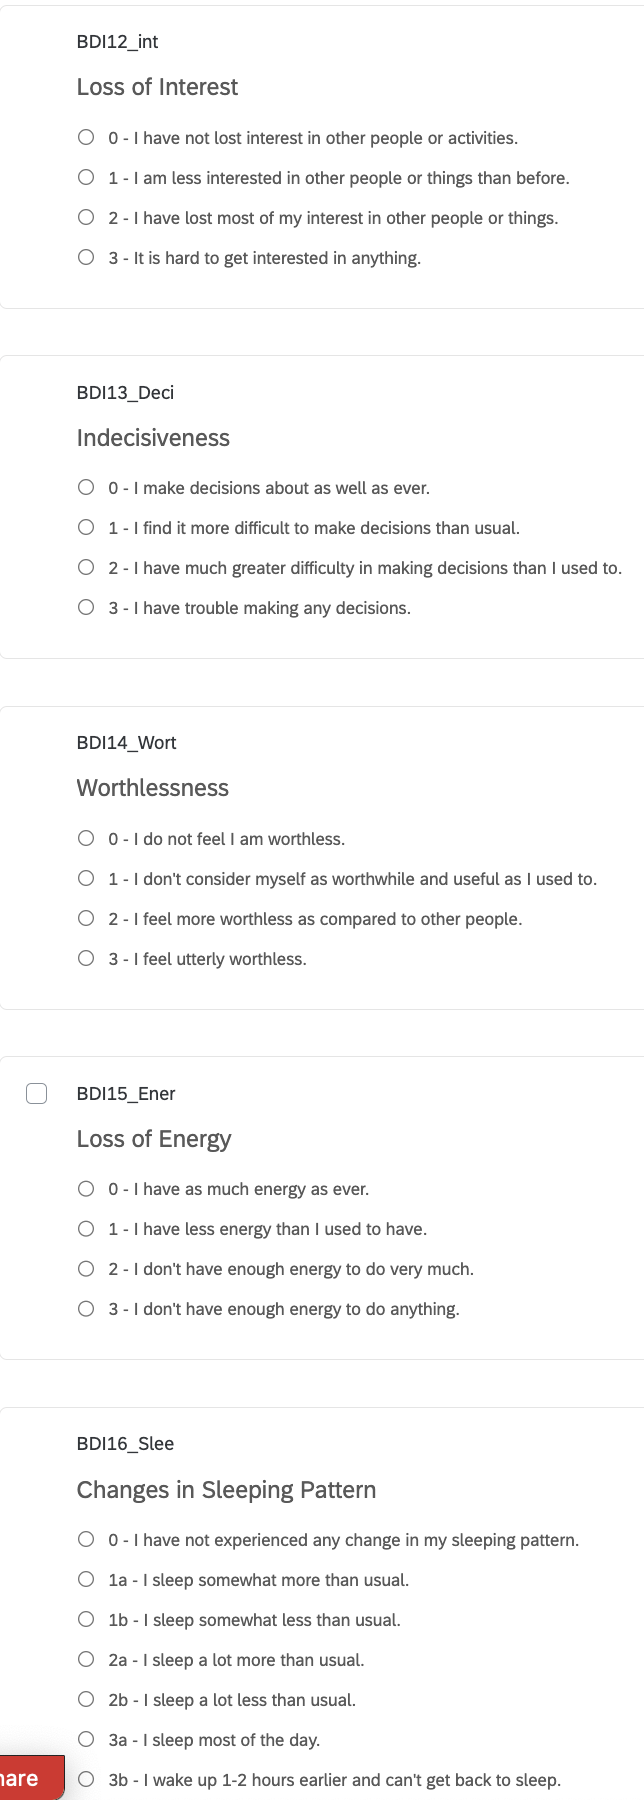 BDI12_int
Loss of Interest
0 - I have not lost interest in other people or activities.
1 - I am less interested in other people or things than before.
2 - I have lost most of my interest in other people or things.
3 - It is hard to get interested in anything.
BDI13_Deci
Indecisiveness
0 - I make decisions about as well as ever.
1 - I find it more difficult to make decisions than usual.
2 - I have much greater difficulty in making decisions than I used to.
3 - I have trouble making any decisions.
BDI14_Wort
Worthlessness
0 - I do not feel I am worthless.
1 - I don't consider myself as worthwhile and useful as I used to.
2 - I feel more worthless as compared to other people.
3 - I feel utterly worthless.
BDI15_Ener
Loss of Energy
0 - I have as much energy as ever.
1 - I have less energy than I used to have.
2 - I don't have enough energy to do very much.
3 - I don't have enough energy to do anything.
BDI16_Slee
Changes in Sleeping Pattern
0 - I have not experienced any change in my sleeping pattern.
1a - I sleep somewhat more than usual.
1b - I sleep somewhat less than usual.
2a - I sleep a lot more than usual.
2b - I sleep a lot less than usual.
3a - I sleep most of the day.
3b - I wake up 1-2 hours earlier and can't get back to sleep.
are